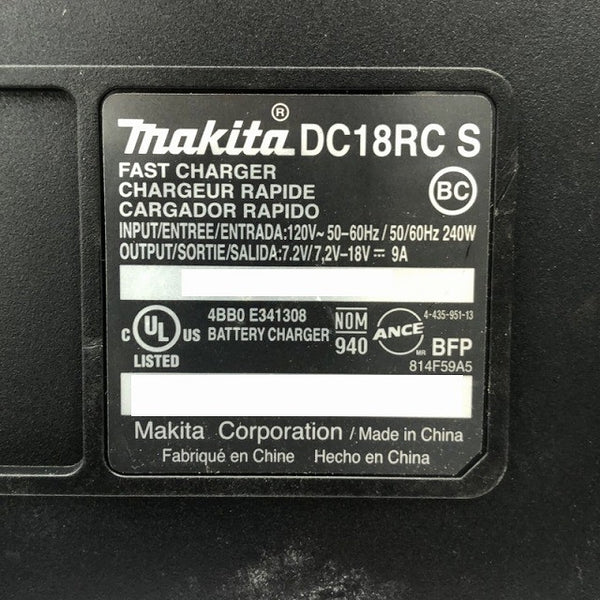 makita® DC18RC S
FAST CHARGER
CHARGEUR RAPIDE
CARGADOR RAPIDO
BC
INPUT/ENTREE/ENTRADA:120V~ 50-60Hz / 50/60Hz 240W
OUTPUT/SORTIE/SALIDA:7.2V/ 7,2V-18V ⎓ 9A
C UL US LISTED
4BB0 E341308
BATTERY CHARGER
NOM
940
ANCE MR
4-435-951-13
BFP
814F59A5
Makita Corporation / Made in China
Fabriqué en Chine Hecho en China